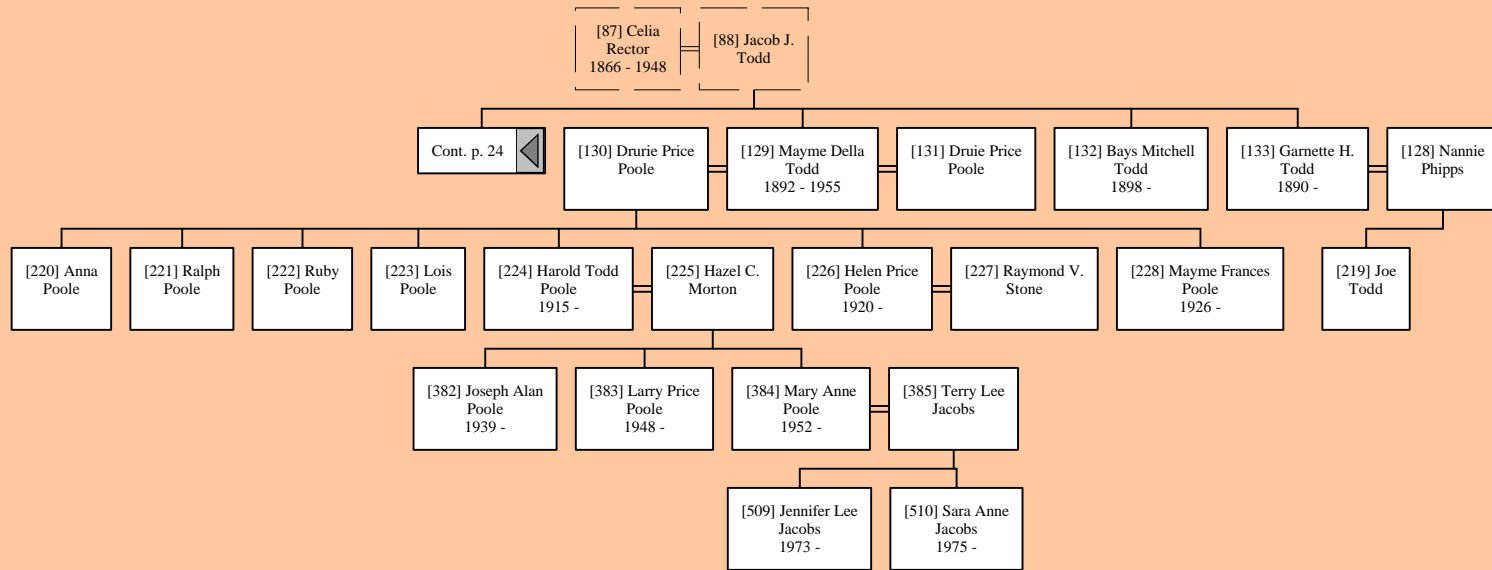 [87] Celia
Rector
1866 - 1948
[88] Jacob J.
Todd
Cont. p. 24
[130] Drurie Price
Poole
[129] Mayme Della
Todd
1892 - 1955
[131] Druie Price
Poole
[132] Bays Mitchell
Todd
1898 -
[133] Garnette H.
Todd
1890 -
[128] Nannie
Phipps
[220] Anna
Poole
[221] Ralph
Poole
[222] Ruby
Poole
[223] Lois
Poole
[224] Harold Todd
Poole
1915 -
[225] Hazel C.
Morton
[226] Helen Price
Poole
1920 -
[227] Raymond V.
Stone
[228] Mayme Frances
Poole
1926 -
[219] Joe
Todd
[382] Joseph Alan
Poole
1939 -
[383] Larry Price
Poole
1948 -
[384] Mary Anne
Poole
1952 -
[385] Terry Lee
Jacobs
[509] Jennifer Lee
Jacobs
1973 -
[510] Sara Anne
Jacobs
1975 -